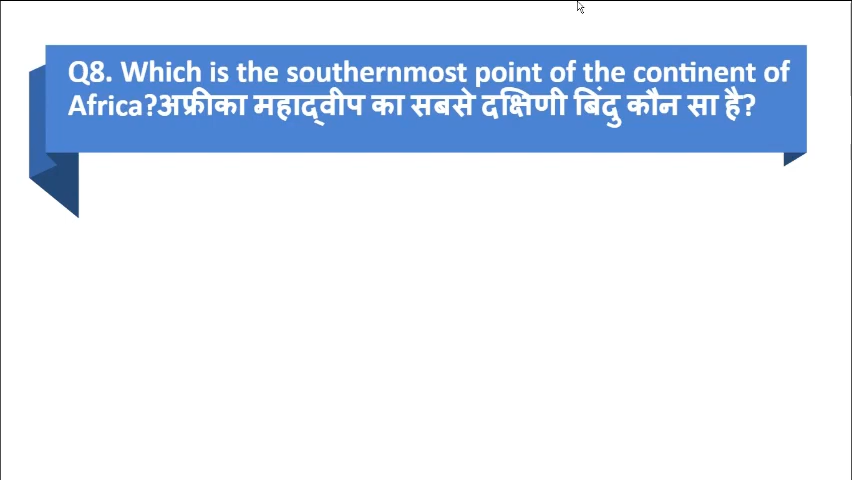 Q8. Which is the southernmost point of the continent of
Africa?अफ्रीका महाद्वीप का सबसे दक्षिणी बिंदु कौन सा है?